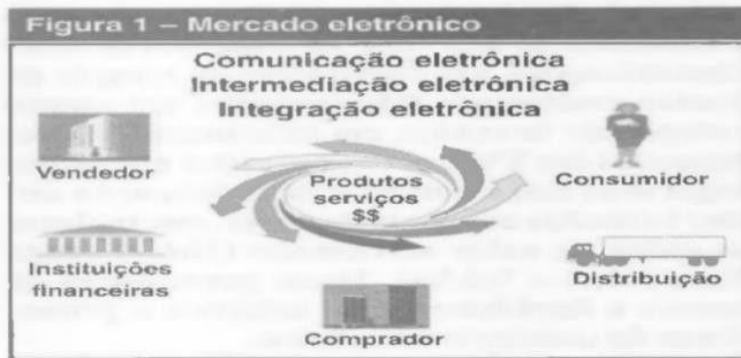 Figura 1 – Mercado eletrônico
Comunicação eletrônica
Intermediação eletrônica
Integração eletrônica
Vendedor
Produtos
serviços
$$
Consumidor
Instituições
financeiras
Distribuição
Comprador